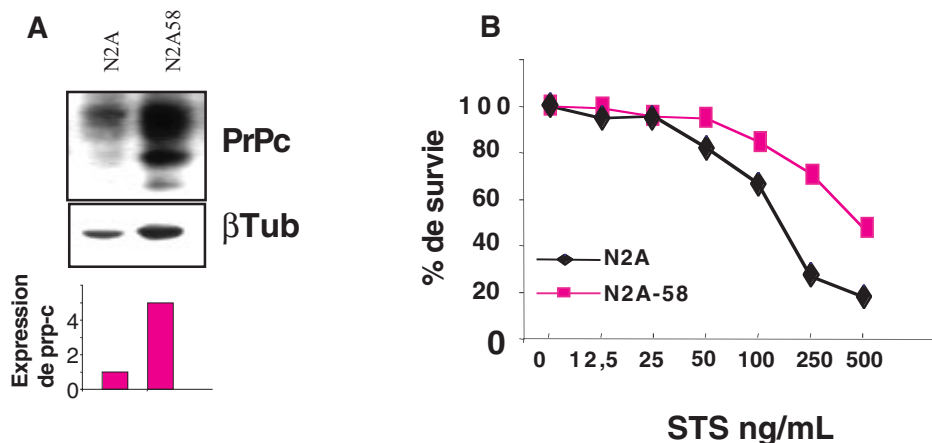 A
N2A
N2A58
PrPc
βTub
Expression
de prp-c
4
2
0
B
% de survie
100
80
60
40
20
0
N2A
N2A-58
0 12,5 25 50 100 250 500
STS ng/mL